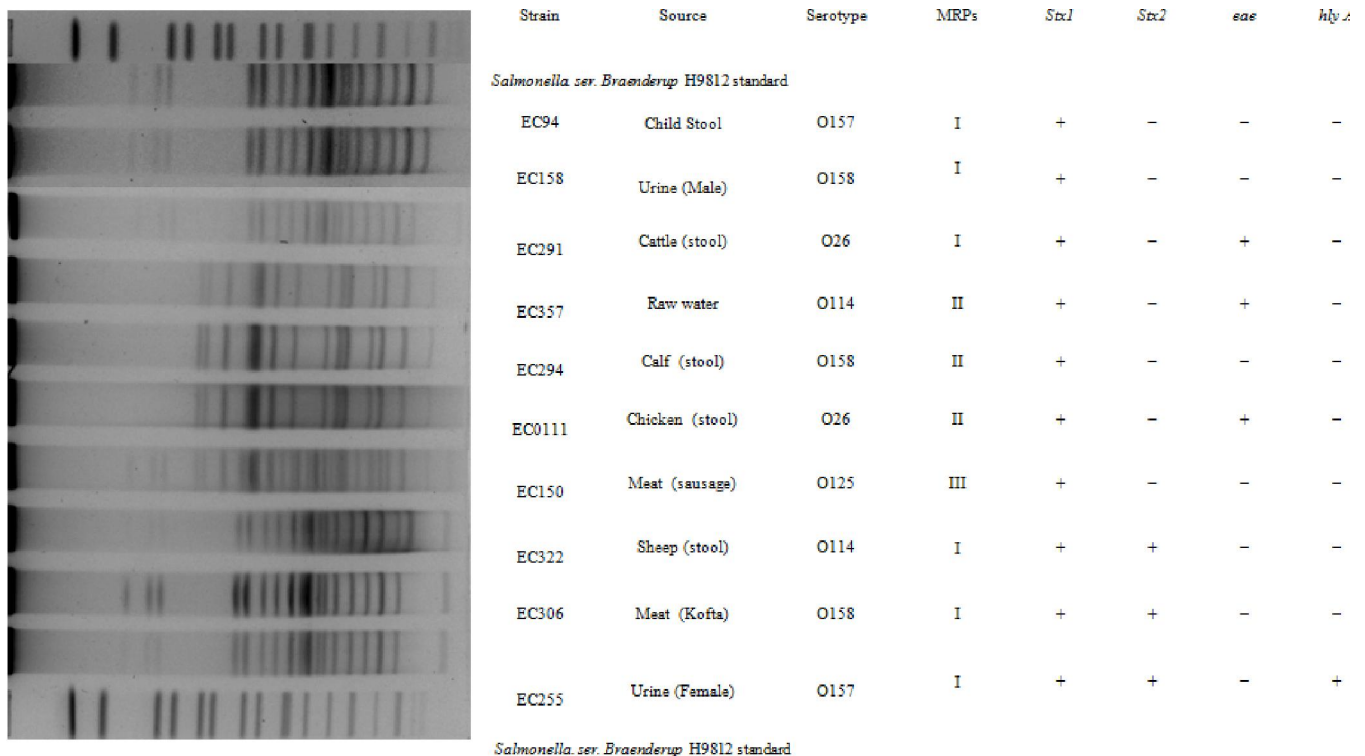 Strain Source Serotype MRPs Stx1 Stx2 eae hly A
Salmonella ser. Braenderup H9812 standard
EC94 Child Stool O157 I + – – –
EC158 Urine (Male) O158 I + – – –
EC291 Cattle (stool) O26 I + – + –
EC357 Raw water O114 II + – + –
EC294 Calf (stool) O158 II + – – –
EC0111 Chicken (stool) O26 II + – + –
EC150 Meat (sausage) O125 III + – – –
EC322 Sheep (stool) O114 I + + – –
EC306 Meat (Kofta) O158 I + + – –
EC255 Urine (Female) O157 I + + – +
Salmonella. ser. Braenderup H9812 standard